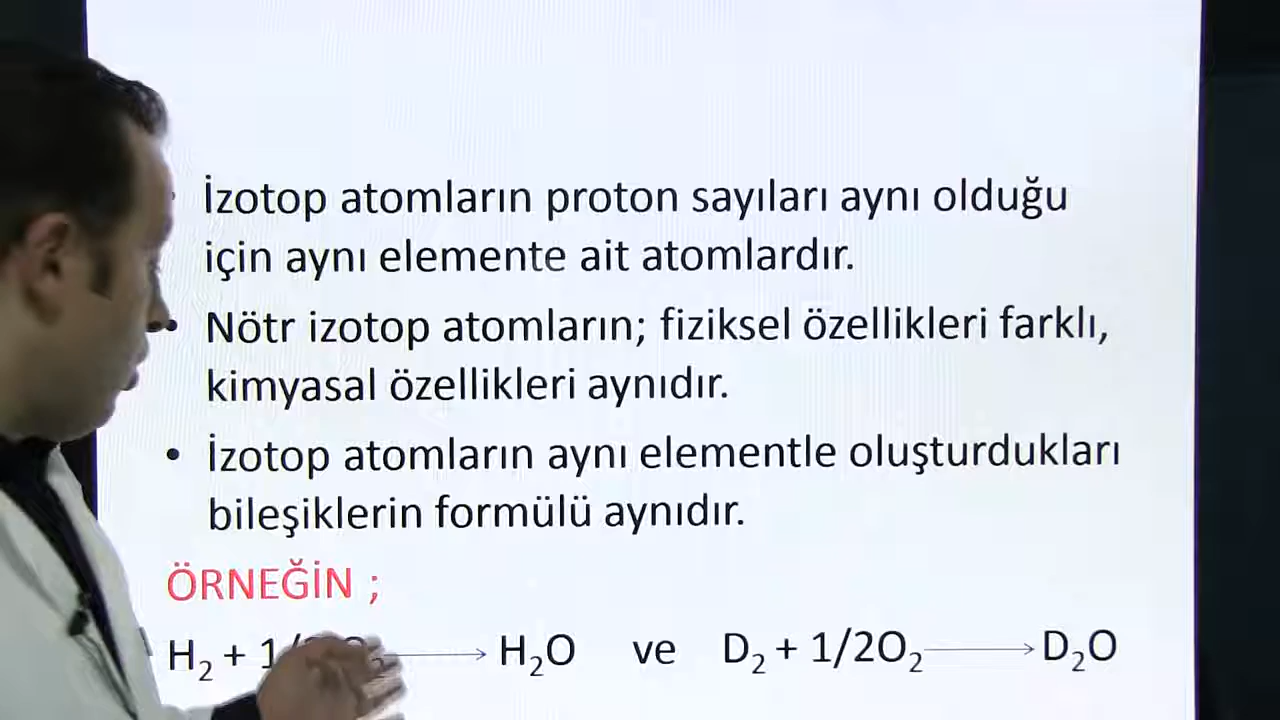 • İzotop atomların proton sayıları aynı olduğu
için aynı elemente ait atomlardır.
• Nötr izotop atomların; fiziksel özellikleri farklı,
kimyasal özellikleri aynıdır.
• İzotop atomların aynı elementle oluşturdukları
bileşiklerin formülü aynıdır.
ÖRNEĞİN ;
H₂ + 1/ → H₂O ve D₂ + 1/2O₂ → D₂O